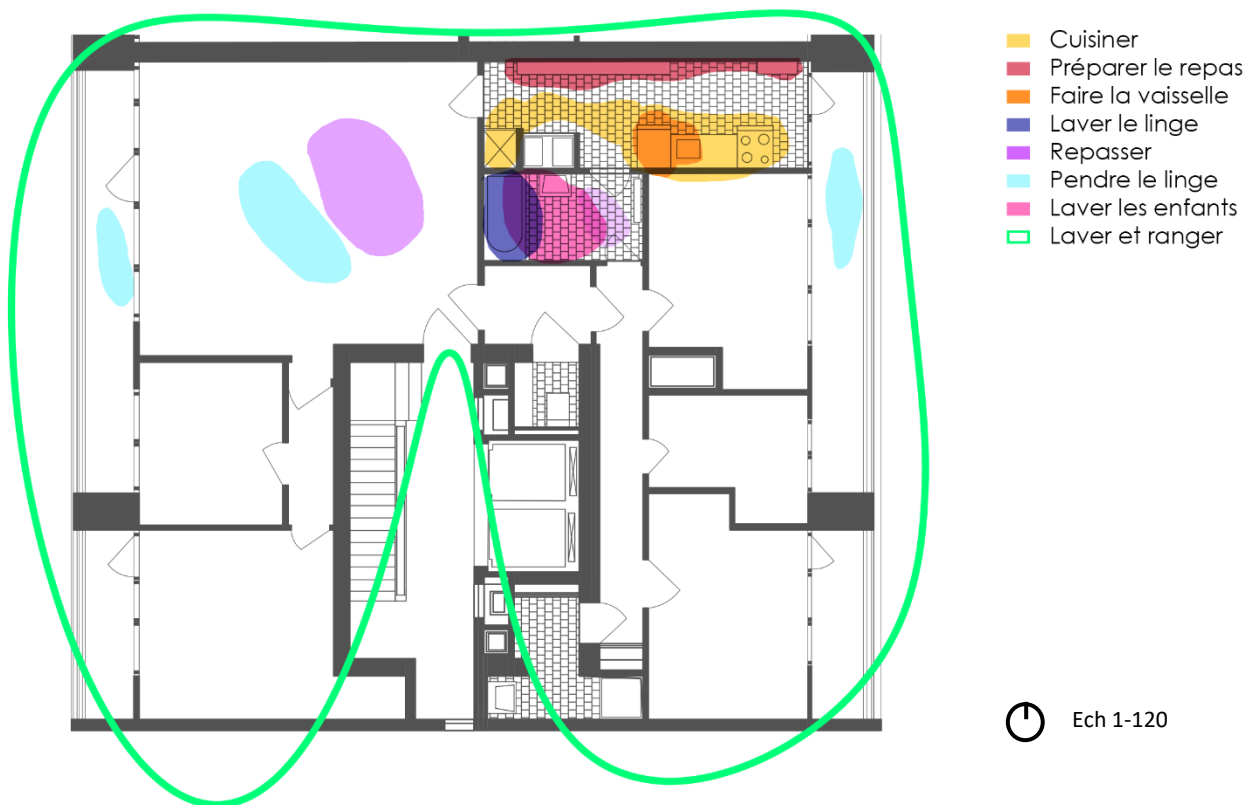 Cuisiner
Préparer le repas
Faire la vaisselle
Laver le linge
Repasser
Pendre le linge
Laver les enfants
Laver et ranger
Ech 1-120